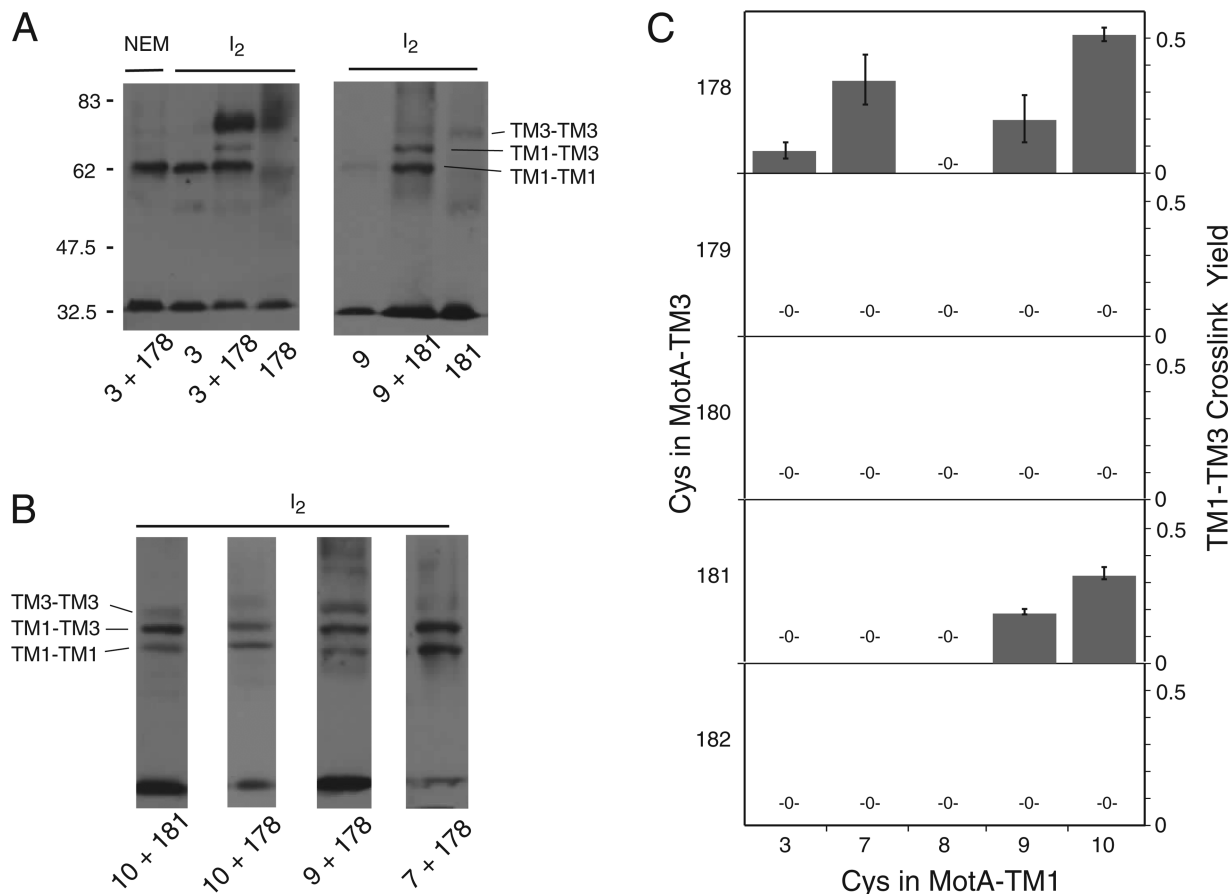 A
NEM
I2
I2
83
62
47.5
32.5
TM3-TM3
TM1-TM3
TM1-TM1
3 + 178
3
3 + 178
178
9
9 + 181
181
B
I2
TM3-TM3
TM1-TM3
TM1-TM1
10 + 181
10 + 178
9 + 178
7 + 178
C
Cys in MotA-TM3
178
-0-
0.5
0
179
-0- -0- -0- -0- -0-
0.5
0
180
-0- -0- -0- -0- -0-
0.5
0
181
-0- -0- -0-
0.5
0
182
-0- -0- -0- -0- -0-
0.5
0
TM1-TM3 Crosslink Yield
3 7 8 9 10
Cys in MotA-TM1